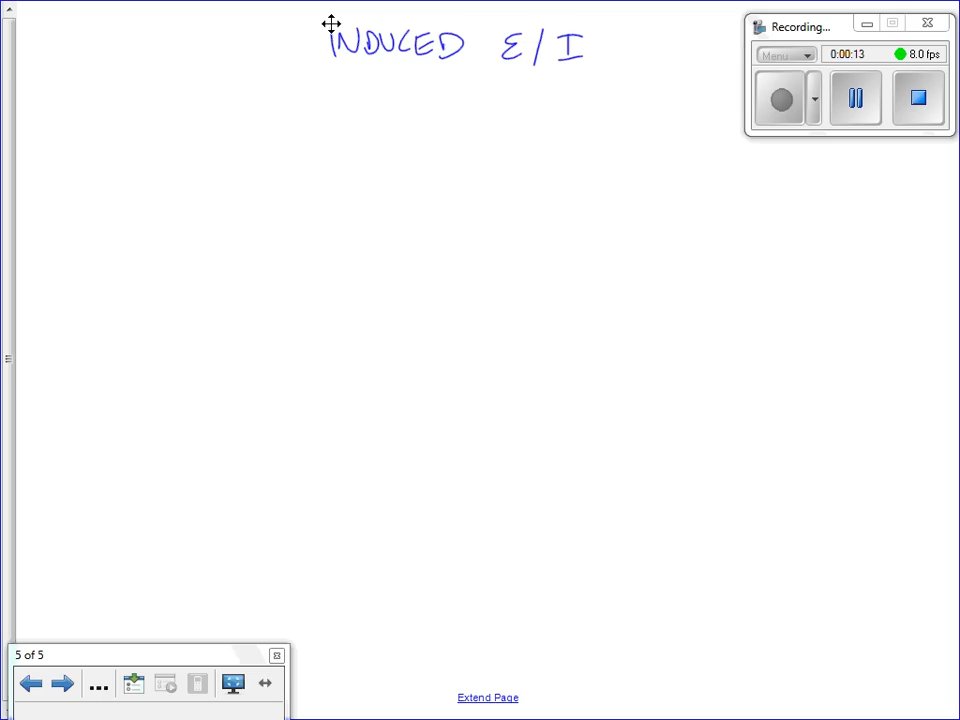 INDUCED ε/I
Recording...
Menu
0:00:13
8.0 fps
5 of 5
...
Extend Page